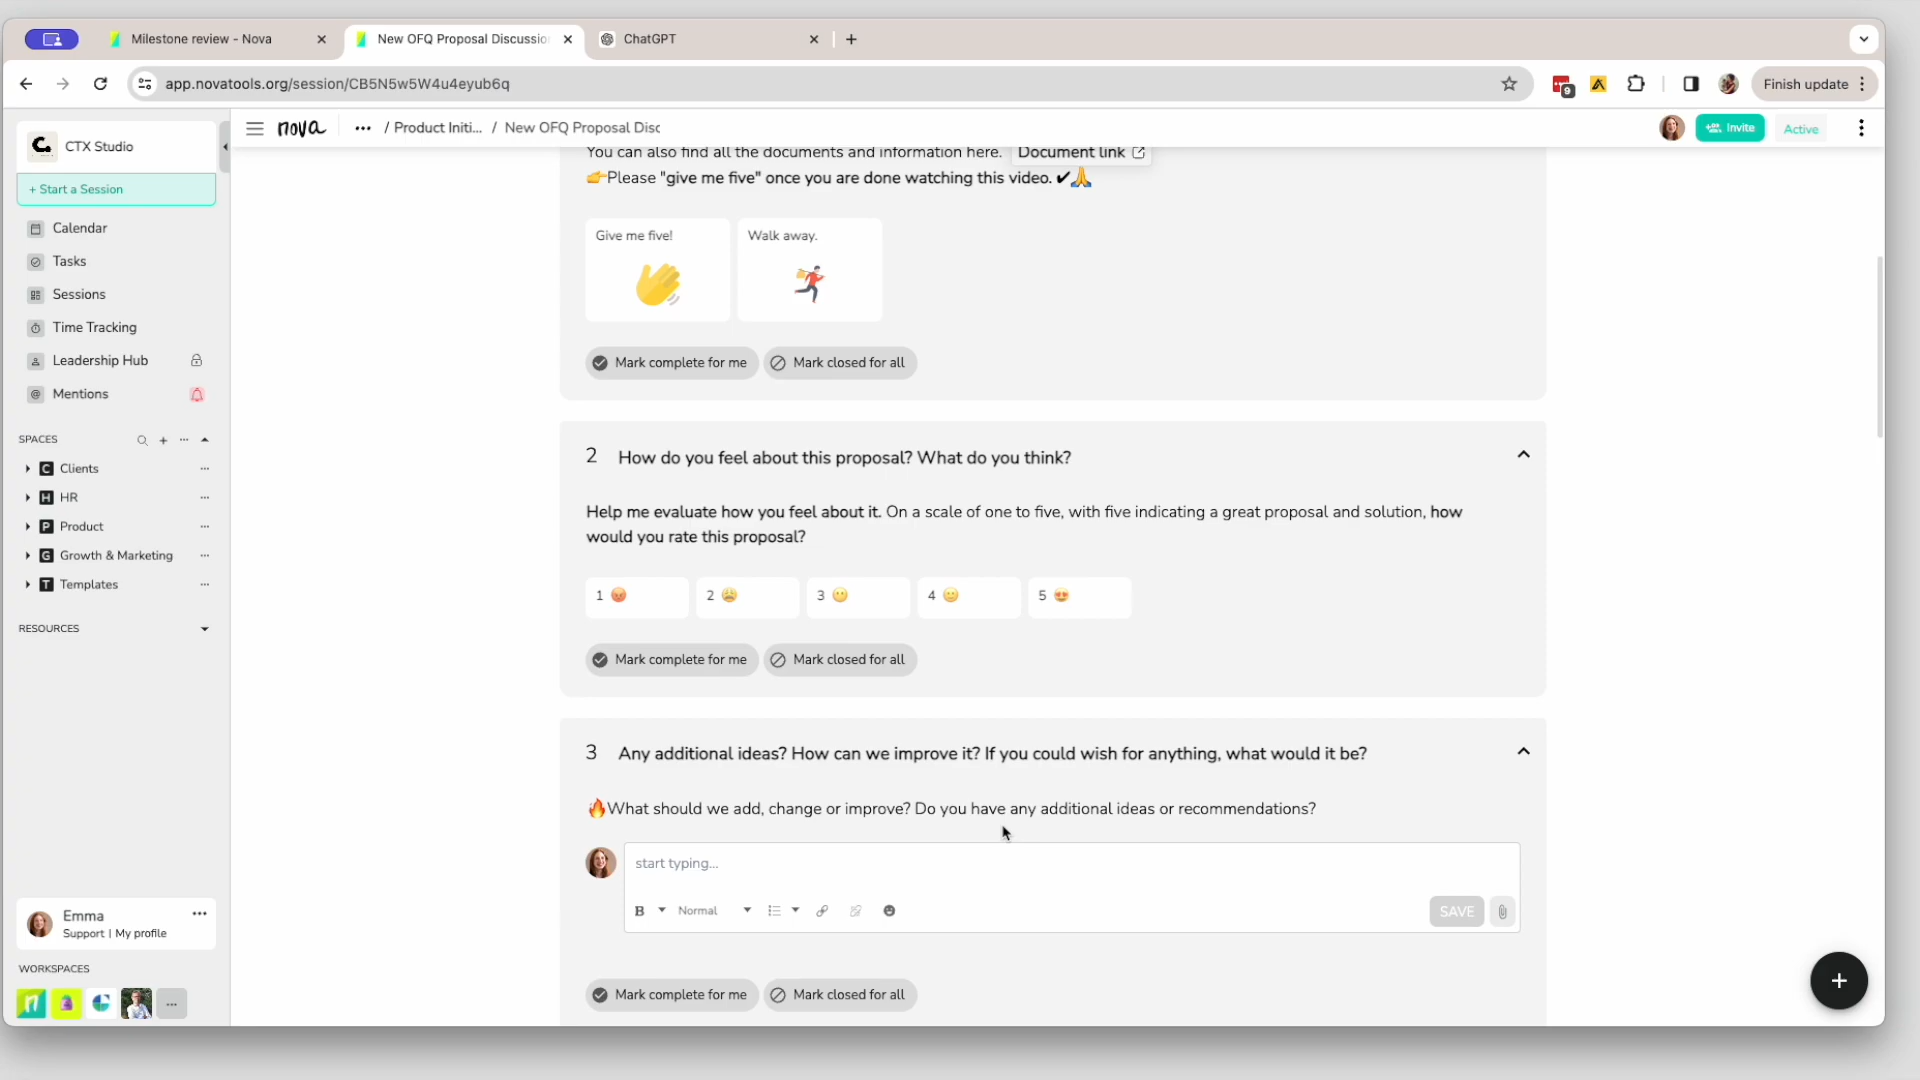 Milestone review - Nova
New OFQ Proposal Discussion
ChatGPT
app.novatools.org/session/CB5N5w5W4u4eyub6q
9
Finish update
CTX Studio
nova
/ Product Initi... / New OFQ Proposal Disc
Invite
Active
+ Start a Session
Calendar
Tasks
Sessions
Time Tracking
Leadership Hub
Mentions
SPACES
C Clients
H HR
P Product
G Growth & Marketing
T Templates
RESOURCES
Emma
Support | My profile
WORKSPACES
You can also find all the documents and information here. Document link
👉Please "give me five" once you are done watching this video. ✔🙏
Give me five!
Walk away.
Mark complete for me
Mark closed for all
2 How do you feel about this proposal? What do you think?
Help me evaluate how you feel about it. On a scale of one to five, with five indicating a great proposal and solution, how
would you rate this proposal?
1 😡
2 😩
3 😶
4 🙂
5 😍
Mark complete for me
Mark closed for all
3 Any additional ideas? How can we improve it? If you could wish for anything, what would it be?
🔥What should we add, change or improve? Do you have any additional ideas or recommendations?
start typing...
B
Normal
SAVE
Mark complete for me
Mark closed for all